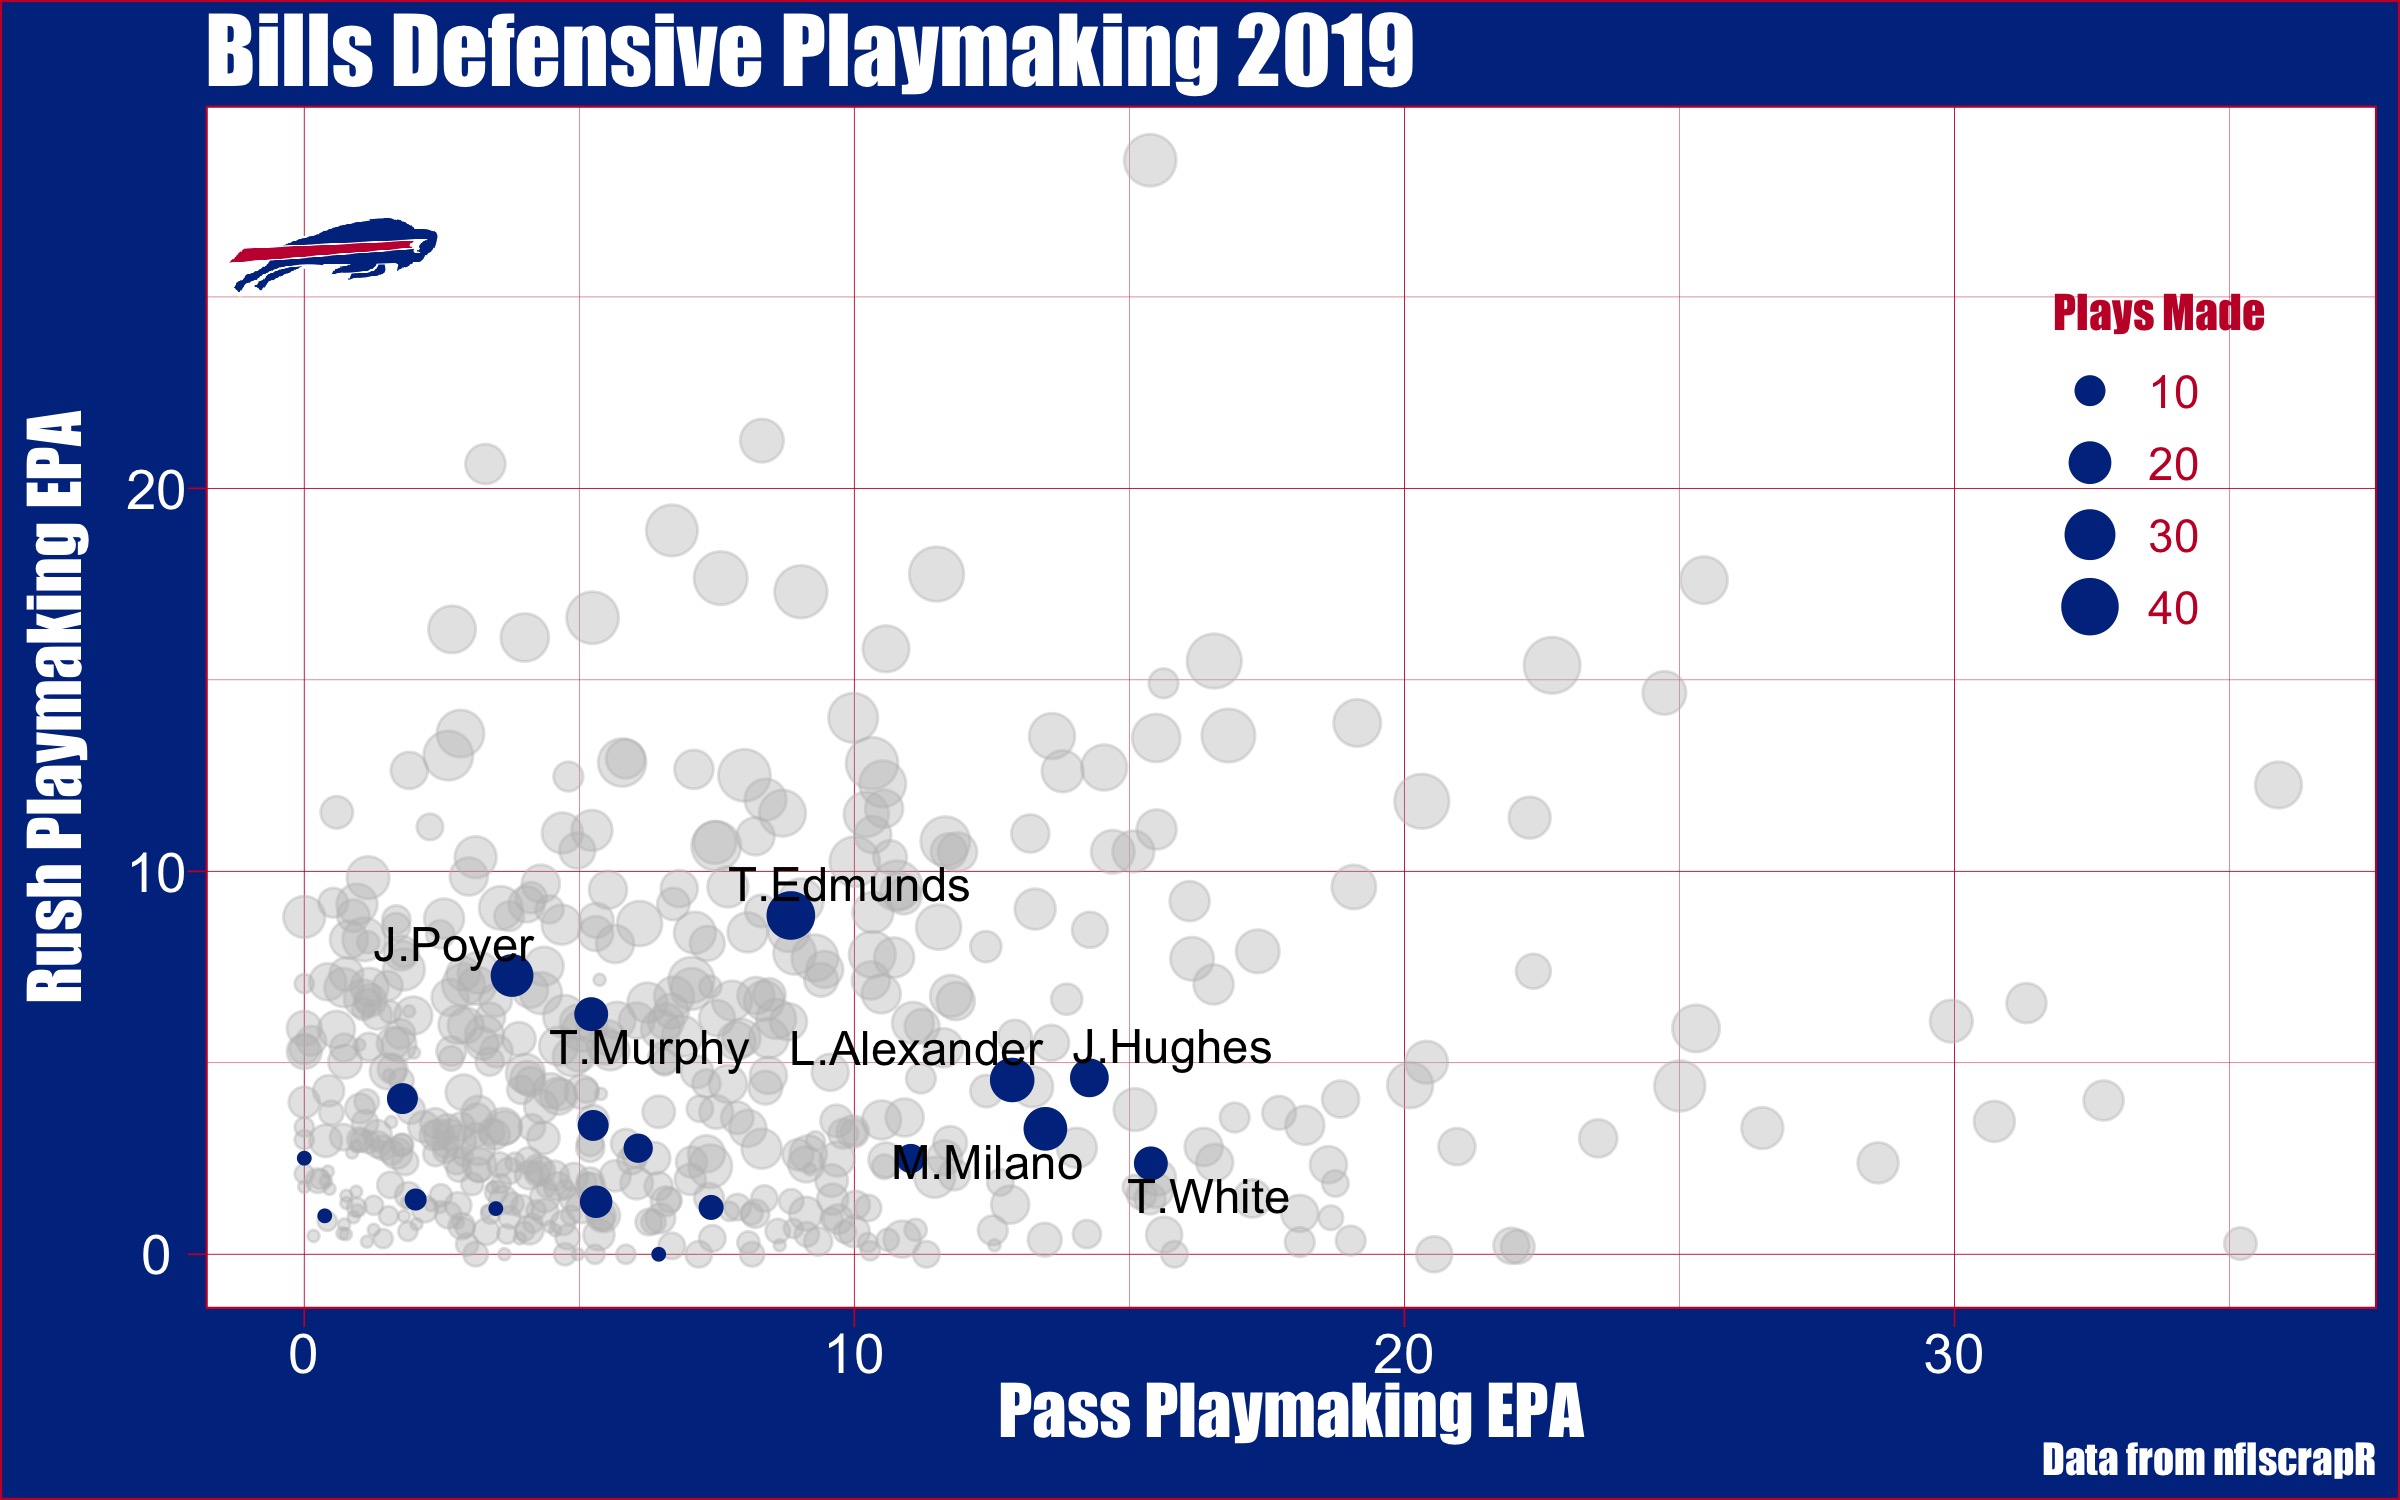 Bills Defensive Playmaking 2019
Plays Made
10
20
30
40
Rush Playmaking EPA
20
10
0
T.Edmunds
J.Poyer
T.Murphy
L.Alexander
J.Hughes
M.Milano
T.White
0
10
20
30
Pass Playmaking EPA
Data from nflscrapR